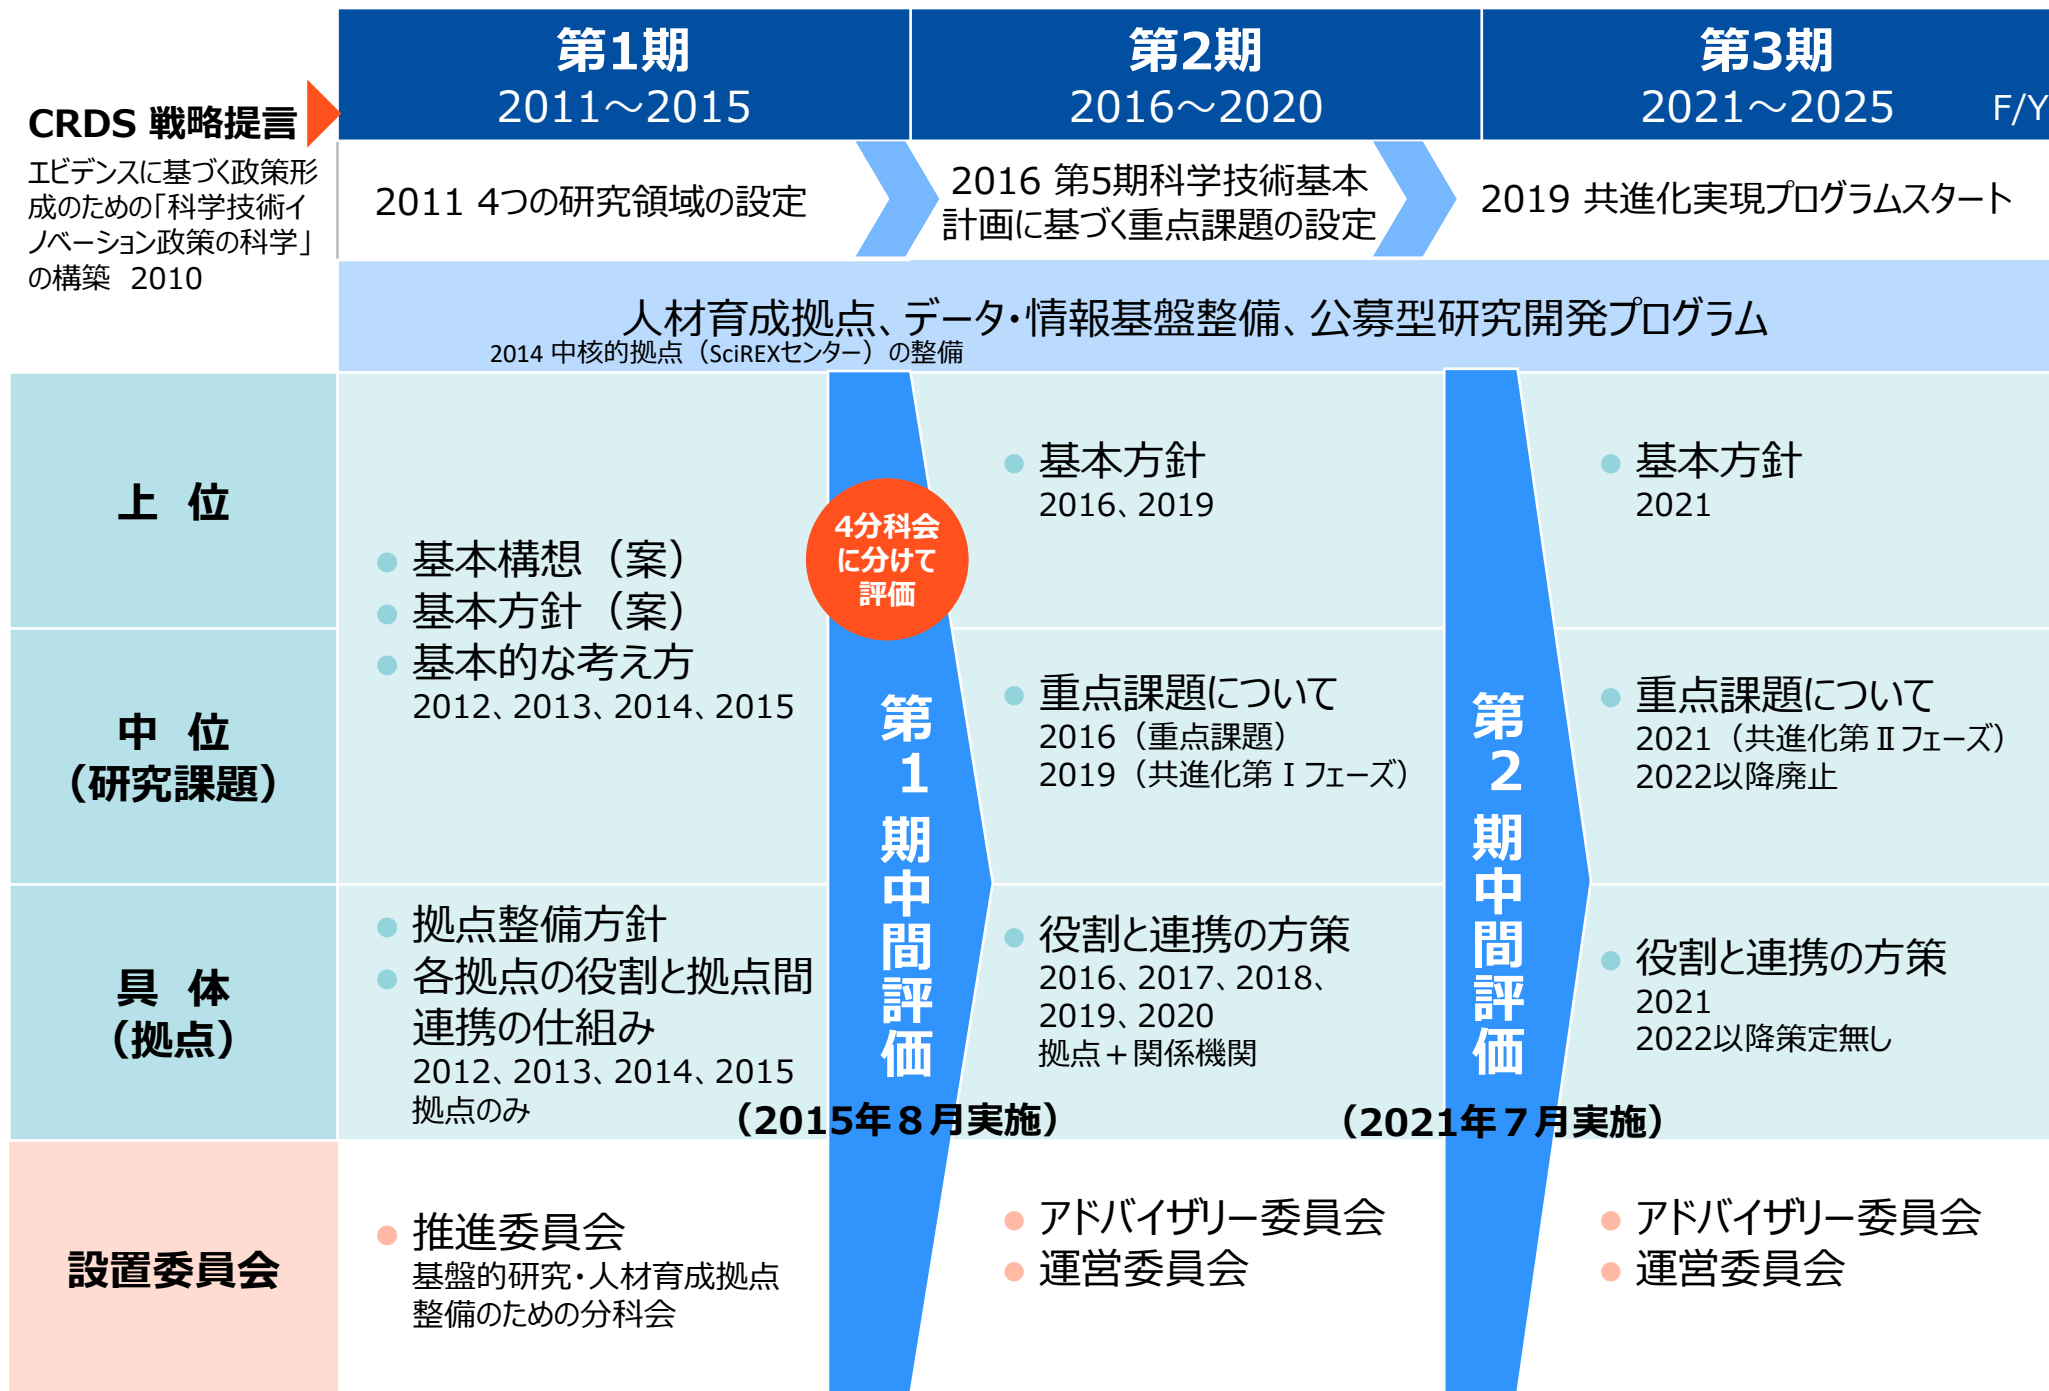 第1期
2011～2015
第2期
2016～2020
第3期
2021～2025
F/Y
CRDS 戦略提言
エビデンスに基づく政策形
成のための「科学技術イ
ノベーション政策の科学」
の構築 2010
2011 4つの研究領域の設定
2016 第5期科学技術基本
計画に基づく重点課題の設定
2019 共進化実現プログラムスタート
人材育成拠点、データ・情報基盤整備、公募型研究開発プログラム
2014 中核的拠点（SciREXセンター）の整備
上 位
中 位
（研究課題）
基本構想（案）
基本方針（案）
基本的な考え方
2012、2013、2014、2015
4分科会
に分けて
評価
第1期中間評価
（2015年８月実施）
基本方針
2016、2019
重点課題について
2016（重点課題）
2019（共進化第Ⅰフェーズ）
第2期中間評価
（2021年７月実施）
基本方針
2021
重点課題について
2021（共進化第Ⅱフェーズ）
2022以降廃止
具 体
（拠点）
拠点整備方針
各拠点の役割と拠点間
連携の仕組み
2012、2013、2014、2015
拠点のみ
役割と連携の方策
2016、2017、2018、
2019、2020
拠点＋関係機関
役割と連携の方策
2021
2022以降策定無し
設置委員会
推進委員会
基盤的研究・人材育成拠点
整備のための分科会
アドバイザリー委員会
運営委員会
アドバイザリー委員会
運営委員会